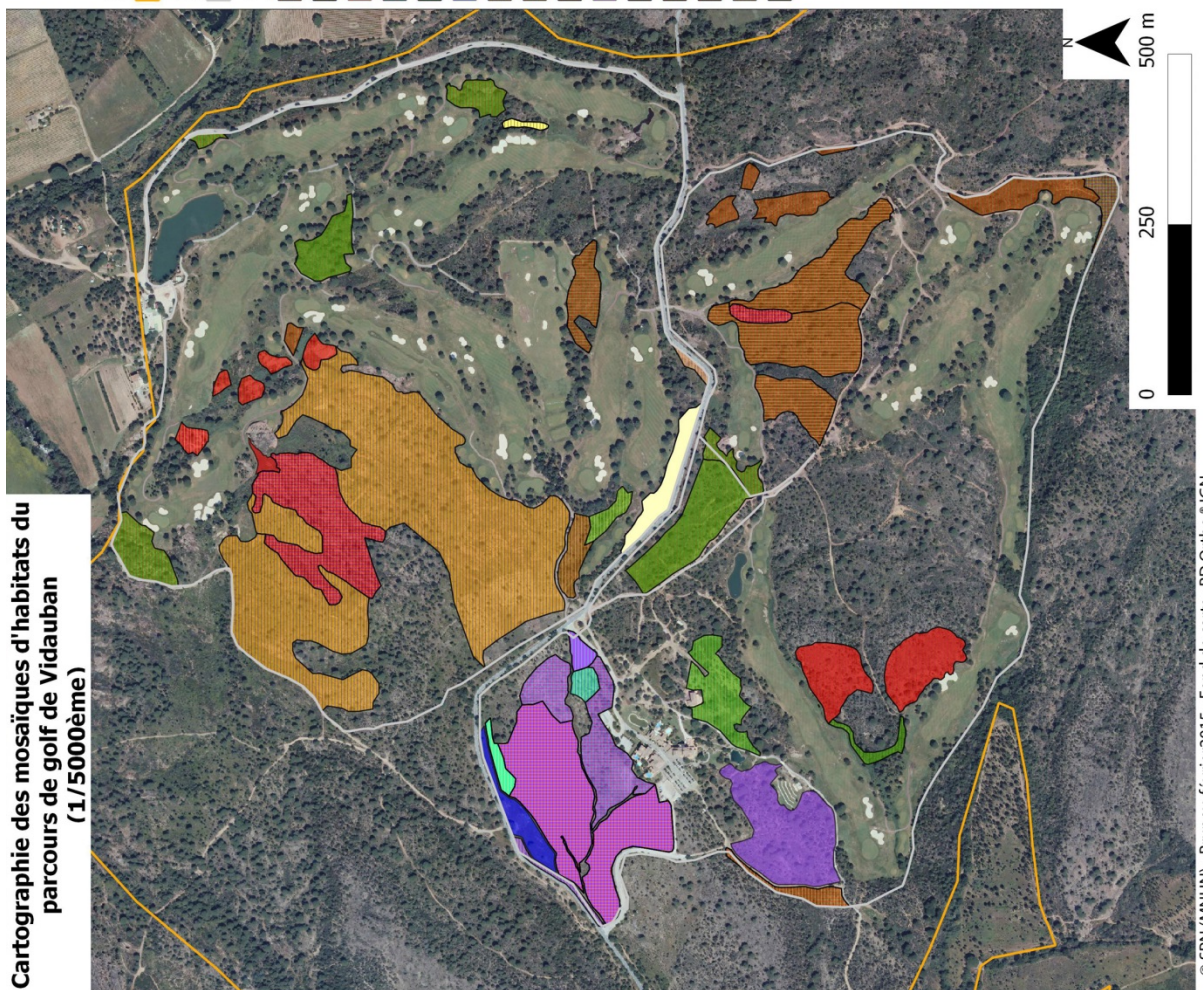 Cartographie des mosaïques d'habitats du
parcours de golf de Vidauban
(1/5000ème)
N
0
250
500 m